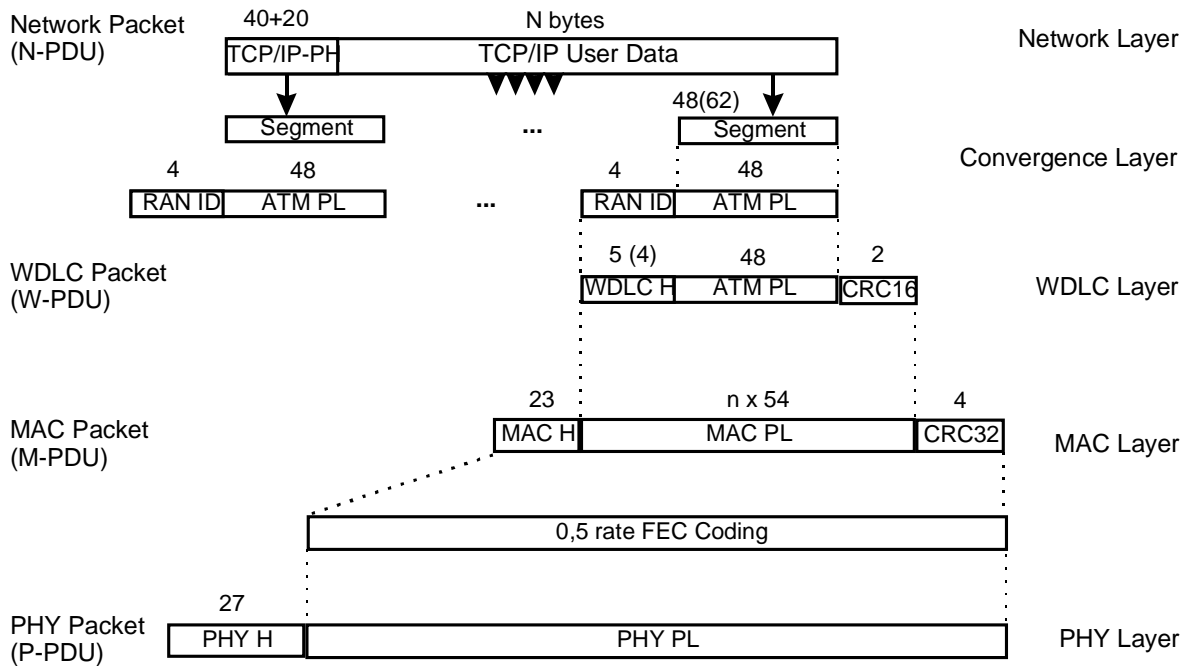 40+20
N bytes
Network Packet
(N-PDU)
TCP/IP-PH
TCP/IP User Data
Network Layer
48(62)
Segment
...
Segment
Convergence Layer
4
48
4
48
RAN ID
ATM PL
...
RAN ID
ATM PL
5 (4)
48
2
WDLC Packet
(W-PDU)
WDLC H
ATM PL
CRC16
WDLC Layer
23
n x 54
4
MAC Packet
(M-PDU)
MAC H
MAC PL
CRC32
MAC Layer
0,5 rate FEC Coding
27
PHY Packet
(P-PDU)
PHY H
PHY PL
PHY Layer